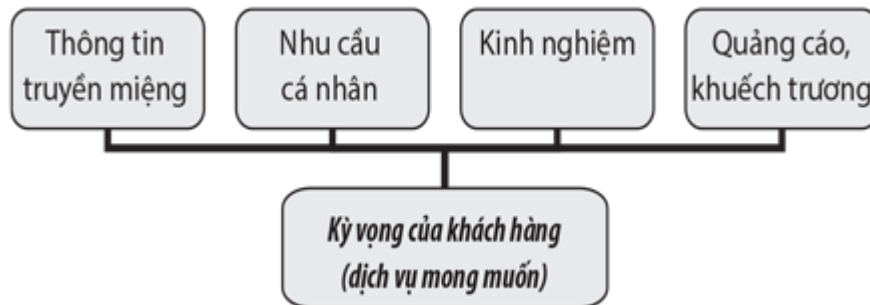 Thông tin
truyền miệng
Nhu cầu
cá nhân
Kinh nghiệm
Quảng cáo,
khuếch trương
Kỳ vọng của khách hàng
(dịch vụ mong muốn)